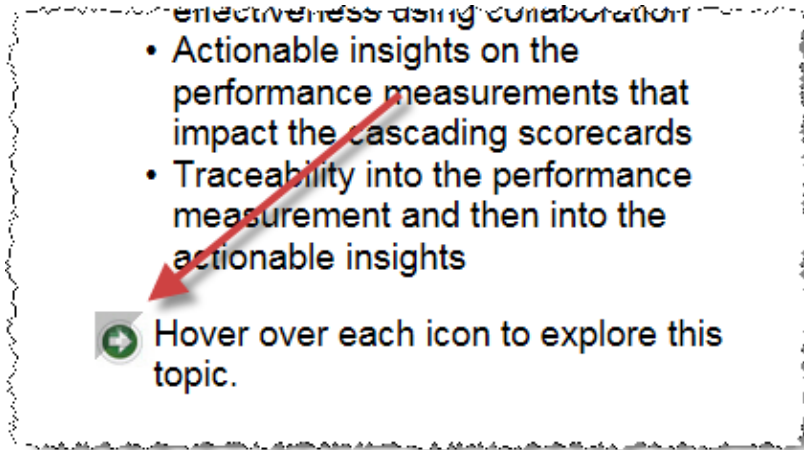 effectiveness using collaboration
• Actionable insights on the
performance measurements that
impact the cascading scorecards
• Traceability into the performance
measurement and then into the
actionable insights
Hover over each icon to explore this
topic.